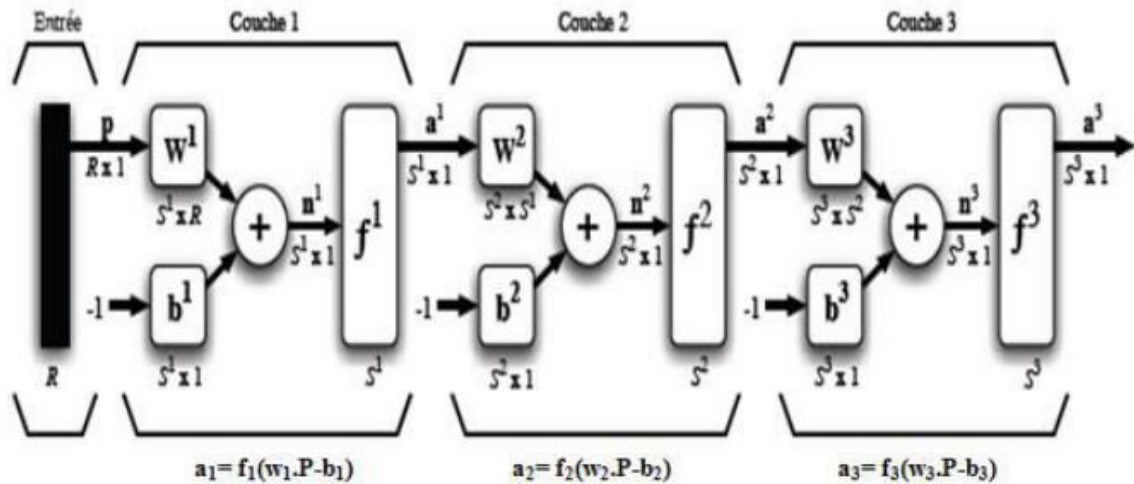 Entrée Couche 1 Couche 2 Couche 3
p W¹ a¹ W² a² W³ a³
R x 1 S¹ x 1 S² x 1 S³ x 1
S¹ x R n¹ f¹ S² x S¹ n² f² S³ x S² n³ f³
+ + +
S¹ x 1 S² x 1 S³ x 1
-1 b¹ -1 b² -1 b³
R S¹ x 1 S¹ S² x 1 S² S³ x 1 S³
a₁= f₁(w₁.P-b₁) a₂= f₂(w₂.P-b₂) a₃= f₃(w₃.P-b₃)